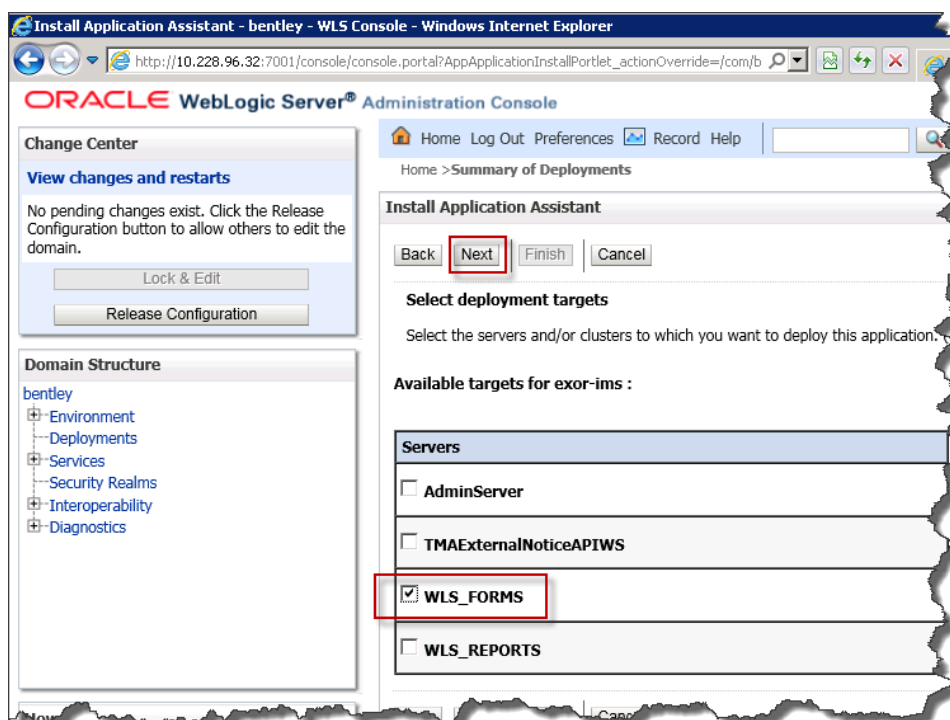 Install Application Assistant - bentley - WLS Console - Windows Internet Explorer
http://10.228.96.32:7001/console/console.portal?AppApplicationInstallPortlet_actionOverride=/com/b
ORACLE WebLogic Server® Administration Console
Change Center
View changes and restarts
No pending changes exist. Click the Release
Configuration button to allow others to edit the
domain.
Lock & Edit
Release Configuration
Domain Structure
bentley
Environment
Deployments
Services
Security Realms
Interoperability
Diagnostics
Home Log Out Preferences Record Help
Home >Summary of Deployments
Install Application Assistant
Back Next Finish Cancel
Select deployment targets
Select the servers and/or clusters to which you want to deploy this application.
Available targets for exor-ims :
Servers
AdminServer
TMAExternalNoticeAPIWS
WLS_FORMS
WLS_REPORTS